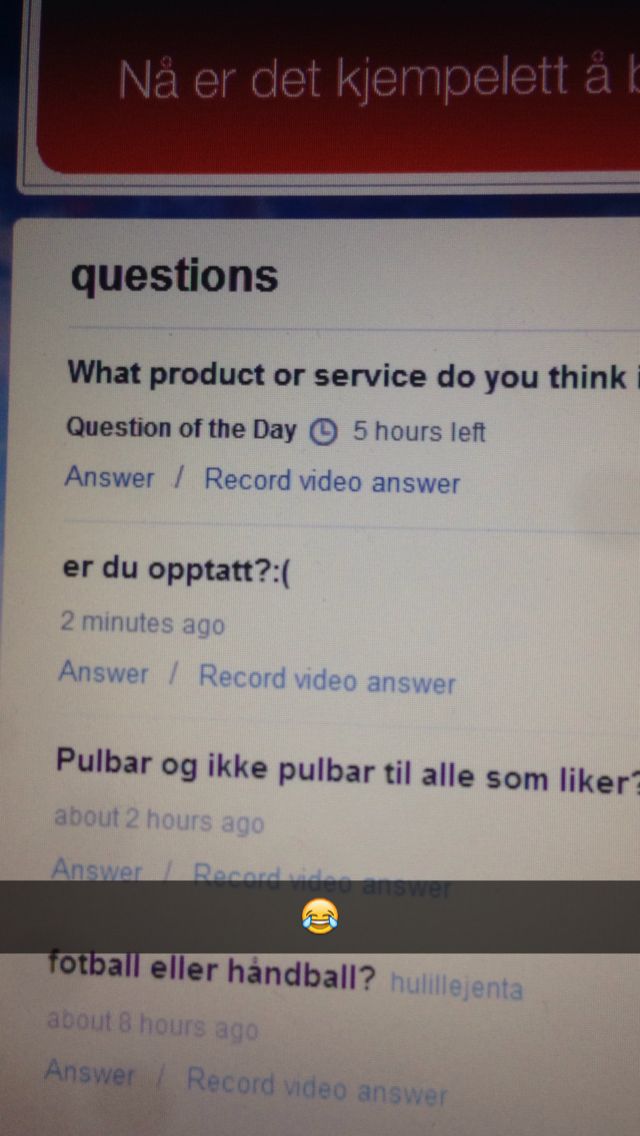 Nå er det kjempelett å
questions
What product or service do you think
Question of the Day 5 hours left
Answer / Record video answer
er du opptatt?:(
2 minutes ago
Answer / Record video answer
Pulbar og ikke pulbar til alle som liker?
about 2 hours ago
Answer / Record video answer
😂
fotball eller håndball? hulillejenta
about 8 hours ago
Answer / Record video answer